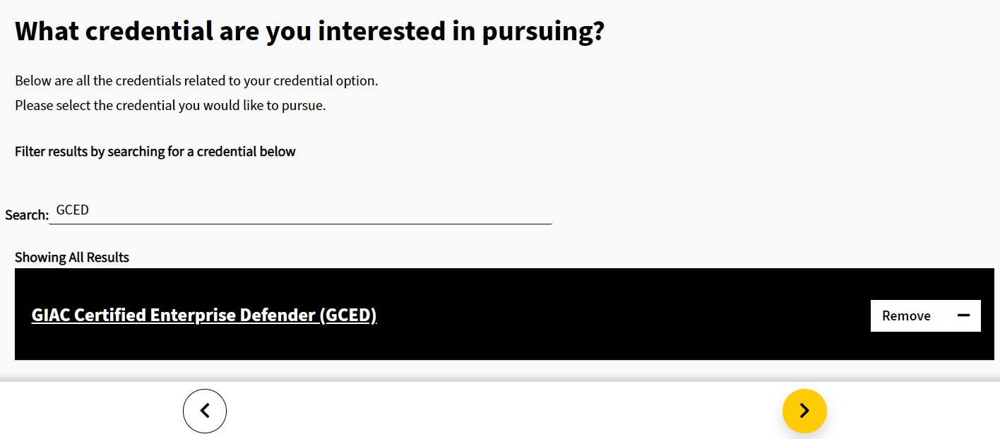 What credential are you interested in pursuing?
Below are all the credentials related to your credential option.
Please select the credential you would like to pursue.
Filter results by searching for a credential below
Search: GCED
Showing All Results
GIAC Certified Enterprise Defender (GCED)
Remove